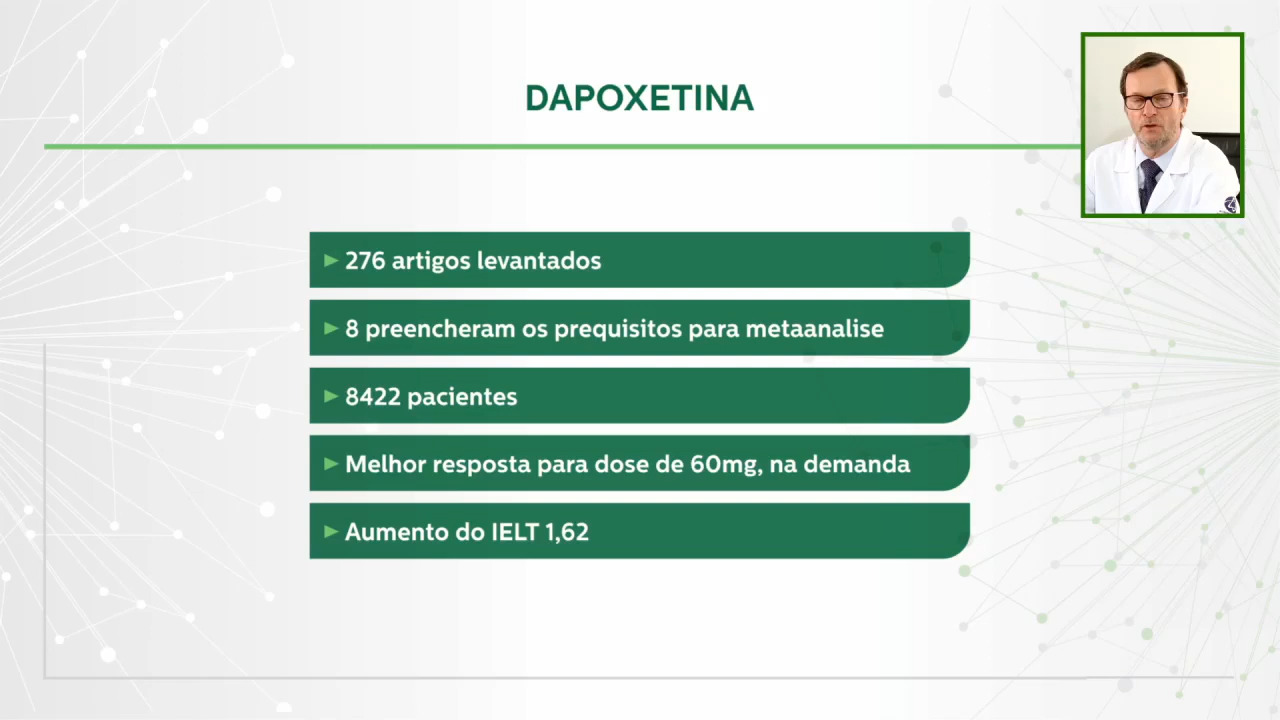 DAPOXETINA
276 artigos levantados
8 preencheram os prequisitos para metaanalise
8422 pacientes
Melhor resposta para dose de 60mg, na demanda
Aumento do IELT 1,62